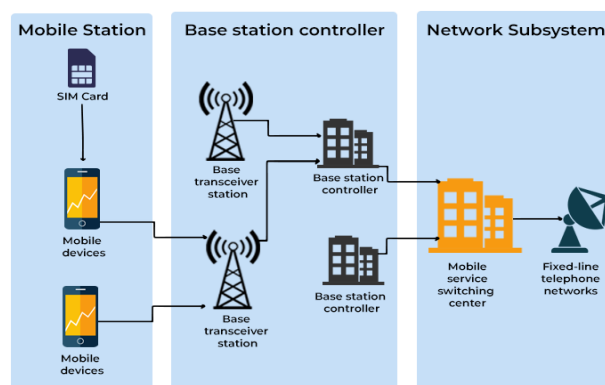 Mobile Station
SIM Card
Mobile
devices
Mobile
devices
Base station controller
Base
transceiver
station
Base
transceiver
station
Base station
controller
Base station
controller
Network Subsystem
Mobile
service
switching
center
Fixed-line
telephone
networks